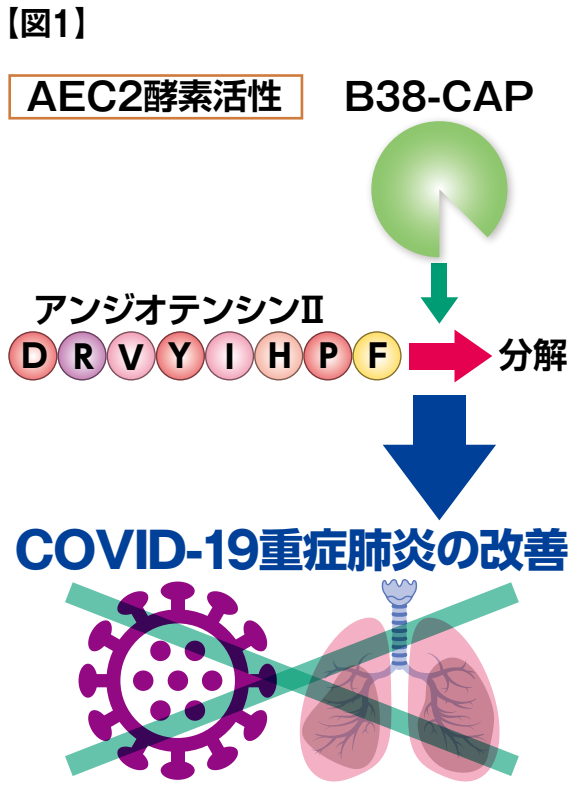 【図1】
AEC2酵素活性
B38-CAP
アンジオテンシンⅡ
D R V Y I H P F
分解
COVID-19重症肺炎の改善